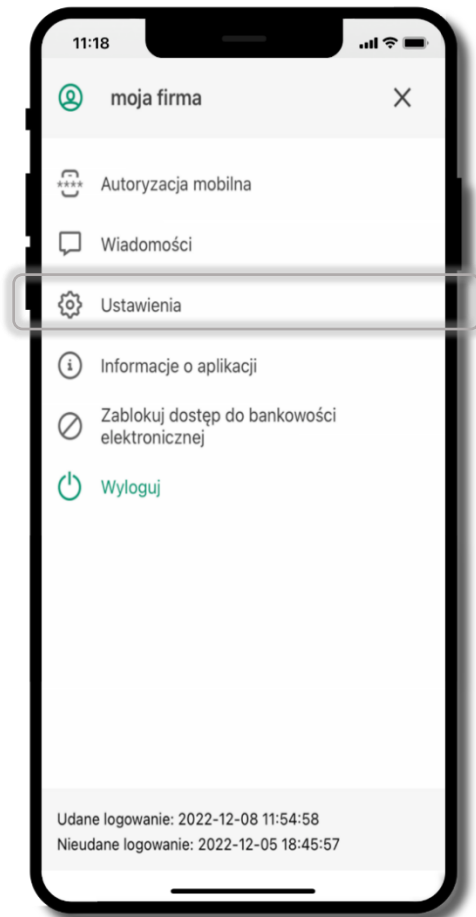 11:18
moja firma
Autoryzacja mobilna
Wiadomości
Ustawienia
Informacje o aplikacji
Zablokuj dostęp do bankowości
elektronicznej
Wyloguj
Udane logowanie: 2022-12-08 11:54:58
Nieudane logowanie: 2022-12-05 18:45:57